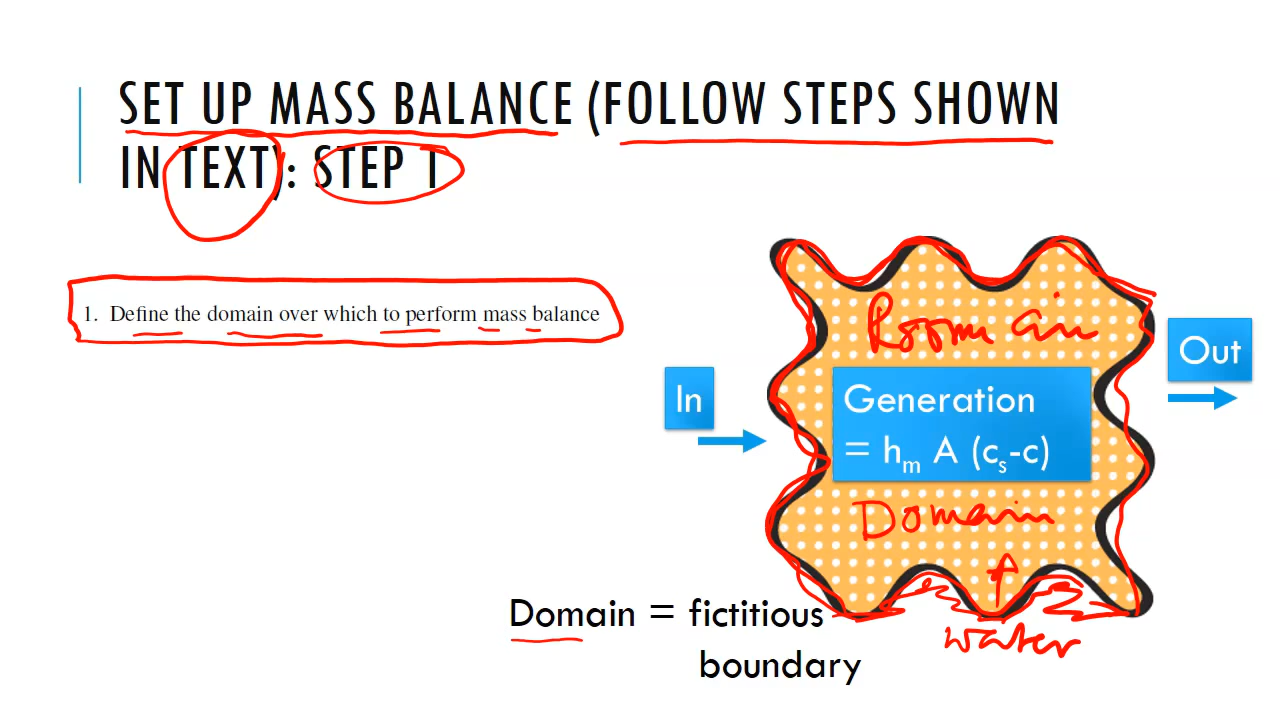 SET UP MASS BALANCE (FOLLOW STEPS SHOWN
IN TEXT): STEP 1
1. Define the domain over which to perform mass balance
Room air
In
Out
Generation
= hₘ A (cₛ-c)
Domain
Domain = fictitious
boundary
water